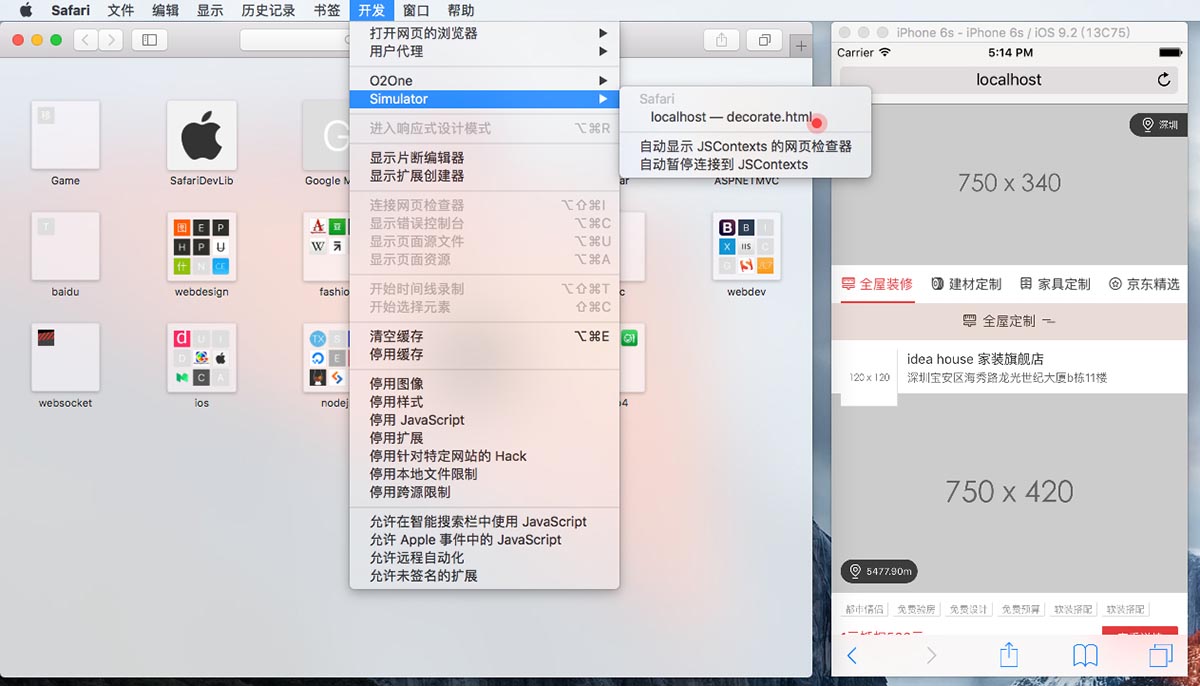 Safari 文件 编辑 显示 历史记录 书签 开发 窗口 帮助
打开网页的浏览器
用户代理
O2One
Simulator
进入响应式设计模式 ⌥⌘R
显示片断编辑器
显示扩展创建器
连接网页检查器 ⌥⇧⌘I
显示错误控制台 ⌥⌘C
显示页面源文件 ⌥⌘U
显示页面资源 ⌥⌘A
开始时间线录制 ⌥⇧⌘T
开始选择元素 ⇧⌘C
清空缓存 ⌥⌘E
停用缓存
停用图像
停用样式
停用 JavaScript
停用扩展
停用针对特定网站的 Hack
停用本地文件限制
停用跨源限制
允许在智能搜索栏中使用 JavaScript
允许 Apple 事件中的 JavaScript
允许远程自动化
允许未签名的扩展
Safari
localhost — decorate.html
自动显示 JSContexts 的网页检查器
自动暂停连接到 JSContexts
移
G
Game
SafariDevLib
Google M
ar
ASPNETMVC
T
图 E P
H P U
什 N
A 豆
W
B B I
X IIS C
baidu
webdesign
fashio
c
webdev
d U I
D
C A
TX S
E
websocket
ios
nodej
4
iPhone 6s - iPhone 6s / iOS 9.2 (13C75)
Carrier 5:14 PM
localhost
深圳
750 x 340
全屋装修 建材定制 家具定制 京东精选
全屋定制
120 x 120
idea house 家装旗舰店
深圳宝安区海秀路龙光世纪大厦b栋11楼
750 x 420
5477.90m
都市情侣 免费验房 免费设计 免费预算 软装搭配 软装搭配